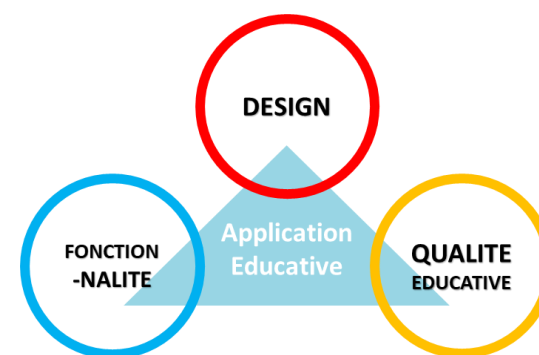 DESIGN
Application
Educative
FONCTION
-NALITE
QUALITE
EDUCATIVE